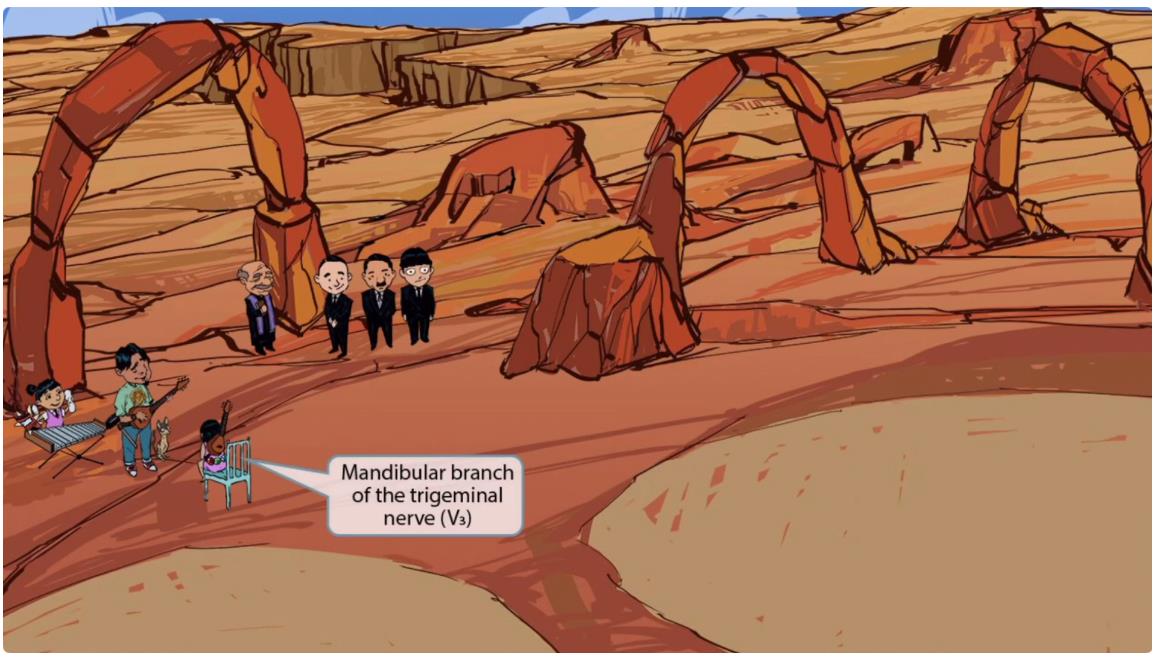 Mandibular branch
of the trigeminal
nerve (V₃)